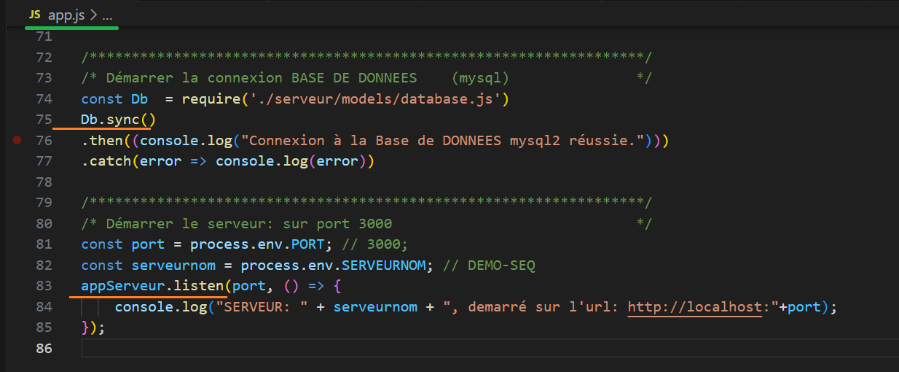 JS app.js > ...
71
72 /****************************************************************/
73 /* Démarrer la connexion BASE DE DONNEES    (mysql)               */
74 const Db  = require('./serveur/models/database.js')
75 Db.sync()
76 .then((console.log("Connexion à la Base de DONNEES mysql2 réussie.")))
77 .catch(error => console.log(error))
78
79 /****************************************************************/
80 /* Démarrer le serveur: sur port 3000                             */
81 const port = process.env.PORT; // 3000;
82 const serveurnom = process.env.SERVEURNOM; // DEMO-SEQ
83 appServeur.listen(port, () => {
84     console.log("SERVEUR: " + serveurnom + ", demarré sur l'url: http://localhost:"+port);
85 });
86